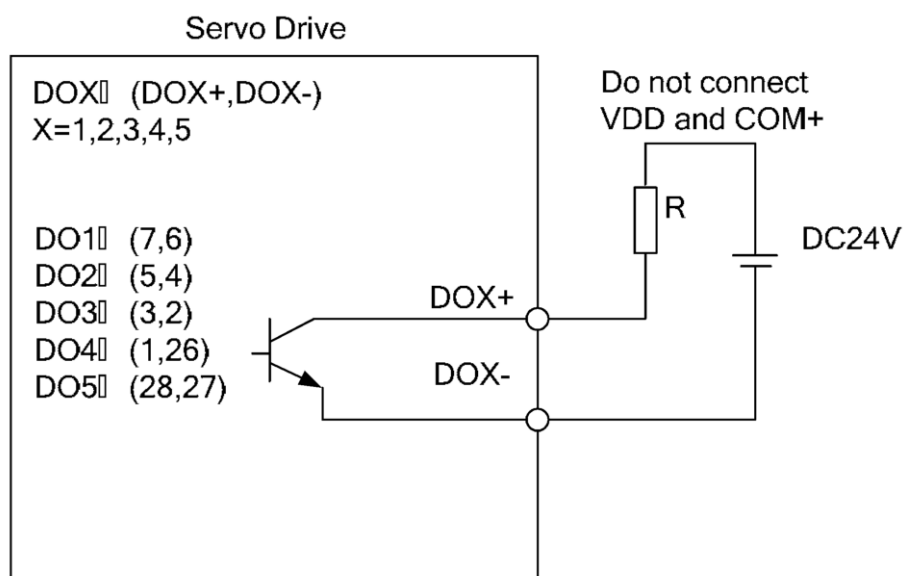 Servo Drive
DOX▯ (DOX+,DOX-)
X=1,2,3,4,5
Do not connect
VDD and COM+
R
DO1▯ (7,6)
DO2▯ (5,4)
DO3▯ (3,2)
DO4▯ (1,26)
DO5▯ (28,27)
DC24V
DOX+
DOX-